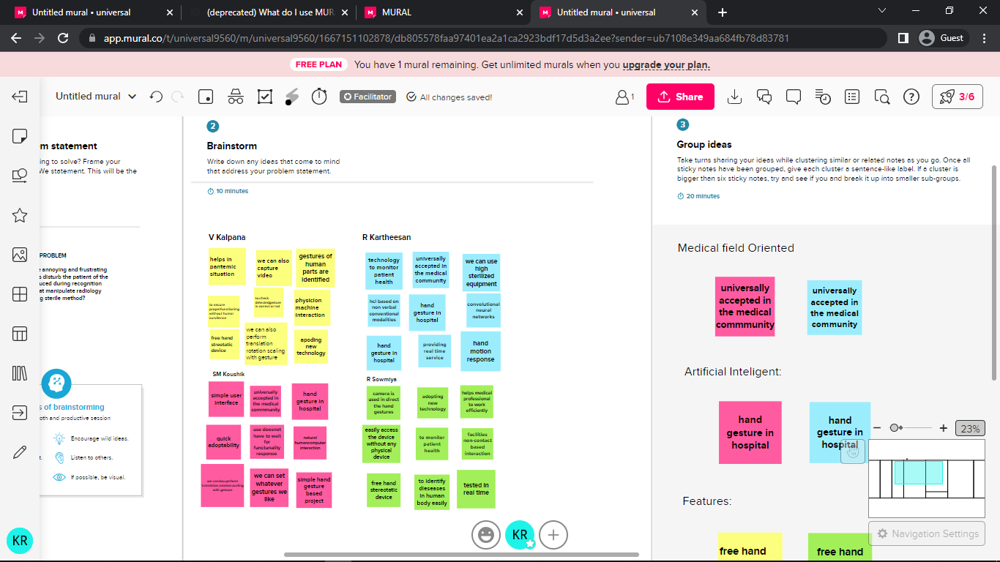 Untitled mural • universal
(deprecated) What do I use MUR
MURAL
Untitled mural • universal
app.mural.co/t/universal9560/m/universal9560/1667151102878/db805578faa97401ea2a1ca2923bdf17d5d3a2ee?sender=ub7108e349aa684fb78d83781
Guest
FREE PLAN You have 1 mural remaining. Get unlimited murals when you upgrade your plan.
Untitled mural
Facilitator
All changes saved!
1
Share
3/6
m statement
ing to solve? Frame your
We statement. This will be the
PROBLEM
e annoying and frustrating
s disturb the patient of the
uced during recognition
at manipulate radiology
g sterile method?
s of brainstorming
oth and productive session
Encourage wild ideas.
t.
Listen to others.
If possible, be visual.
KR
2
Brainstorm
Write down any ideas that come to mind
that address your problem statement.
10 minutes
V Kalpana
helps in
pantemic
situation
we can also
capture
video
gestures of
human
parts are
identified
to secure
properfunctioning
without human
survilence
to check
detectedgesture
is correct or not
physicion
machine
interaction
free hand
streotatic
device
we can also
perform
translation
rotation scaling
with gesture
apoding
new
technology
R Kartheesan
technology
to monitor
patient
health
universally
accepted in
the medical
community
we can use
high
sterilized
equipment
hcl based on
non verbal
conventional
modalities
hand
gesture in
hospital
convolutional
neural
networks
hand
gesture in
hospital
providing
real time
service
hand
motion
response
SM Koushik
simple user
interface
universally
accepted in
the medical
commmunity
hand
gesture in
hospital
quick
adoptability
use doesnot
have to wait
for
functunality
response
natural
humancomputer
interaction
we can also perform
translation,rotation,scaling
with gesture
we can set
whatever
gestures we
like
simple hand
gesture
based
project
R Sowmiya
camera is
used in direct
the hand
gestures
adopting
new
technology
helps medical
professional
to work
efficiently
easily access
the device
without any
physical
device
to monitor
patient
health
facilities
non-contact
based
interaction
free hand
stereotatic
device
to identify
dieseases
in human
body easily
tested in
real time
KR
3
Group ideas
Take turns sharing your ideas while clustering similar or related notes as you go. Once all
sticky notes have been grouped, give each cluster a sentence-like label. If a cluster is
bigger than six sticky notes, try and see if you and break it up into smaller sub-groups.
20 minutes
Medical field Oriented
universally
accepted in
the medical
commmunity
universally
accepted in
the medical
community
Artificial Inteligent:
hand
gesture in
hospital
hand
gesture in
hospital
23%
Features:
free hand
free hand
Navigation Settings